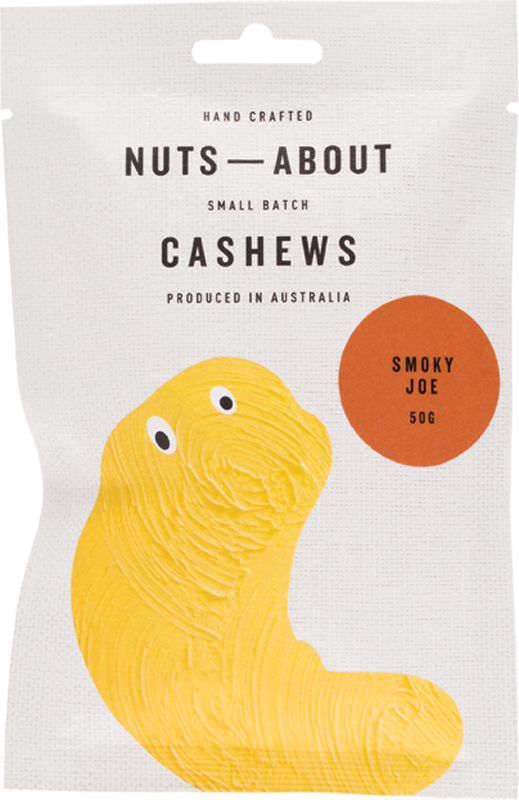 HAND CRAFTED
NUTS—ABOUT
SMALL BATCH
CASHEWS
PRODUCED IN AUSTRALIA
SMOKY
JOE
50G